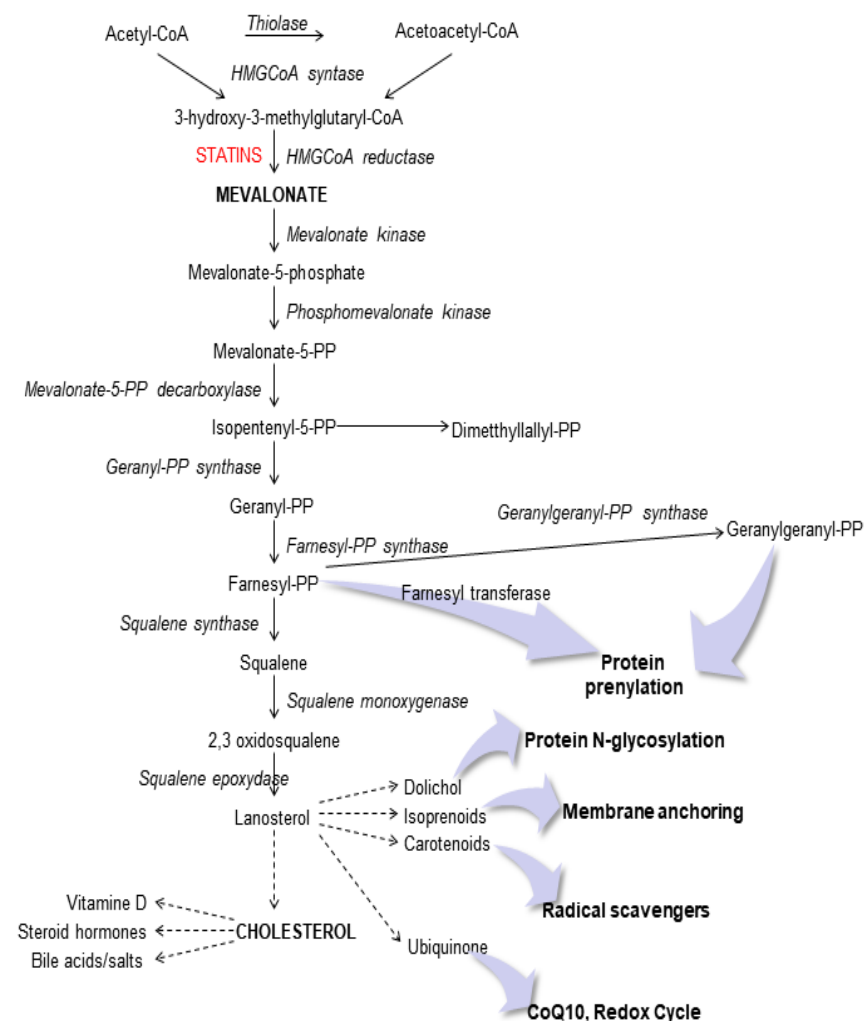 Acetyl-CoA
Thiolase
Acetoacetyl-CoA
HMGCoA syntase
3-hydroxy-3-methylglutaryl-CoA
STATINS
HMGCoA reductase
MEVALONATE
Mevalonate kinase
Mevalonate-5-phosphate
Phosphomevalonate kinase
Mevalonate-5-PP
Mevalonate-5-PP decarboxylase
Isopentenyl-5-PP
Dimetthyllallyl-PP
Geranyl-PP synthase
Geranyl-PP
Geranylgeranyl-PP synthase
Geranylgeranyl-PP
Farnesyl-PP synthase
Farnesyl-PP
Farnesyl transferase
Squalene synthase
Squalene
Protein
prenylation
Squalene monoxygenase
2,3 oxidosqualene
Protein N-glycosylation
Squalene epoxydase
Dolichol
Lanosterol
Isoprenoids
Membrane anchoring
Carotenoids
Vitamine D
Radical scavengers
Steroid hormones
CHOLESTEROL
Ubiquinone
Bile acids/salts
CoQ10, Redox Cycle